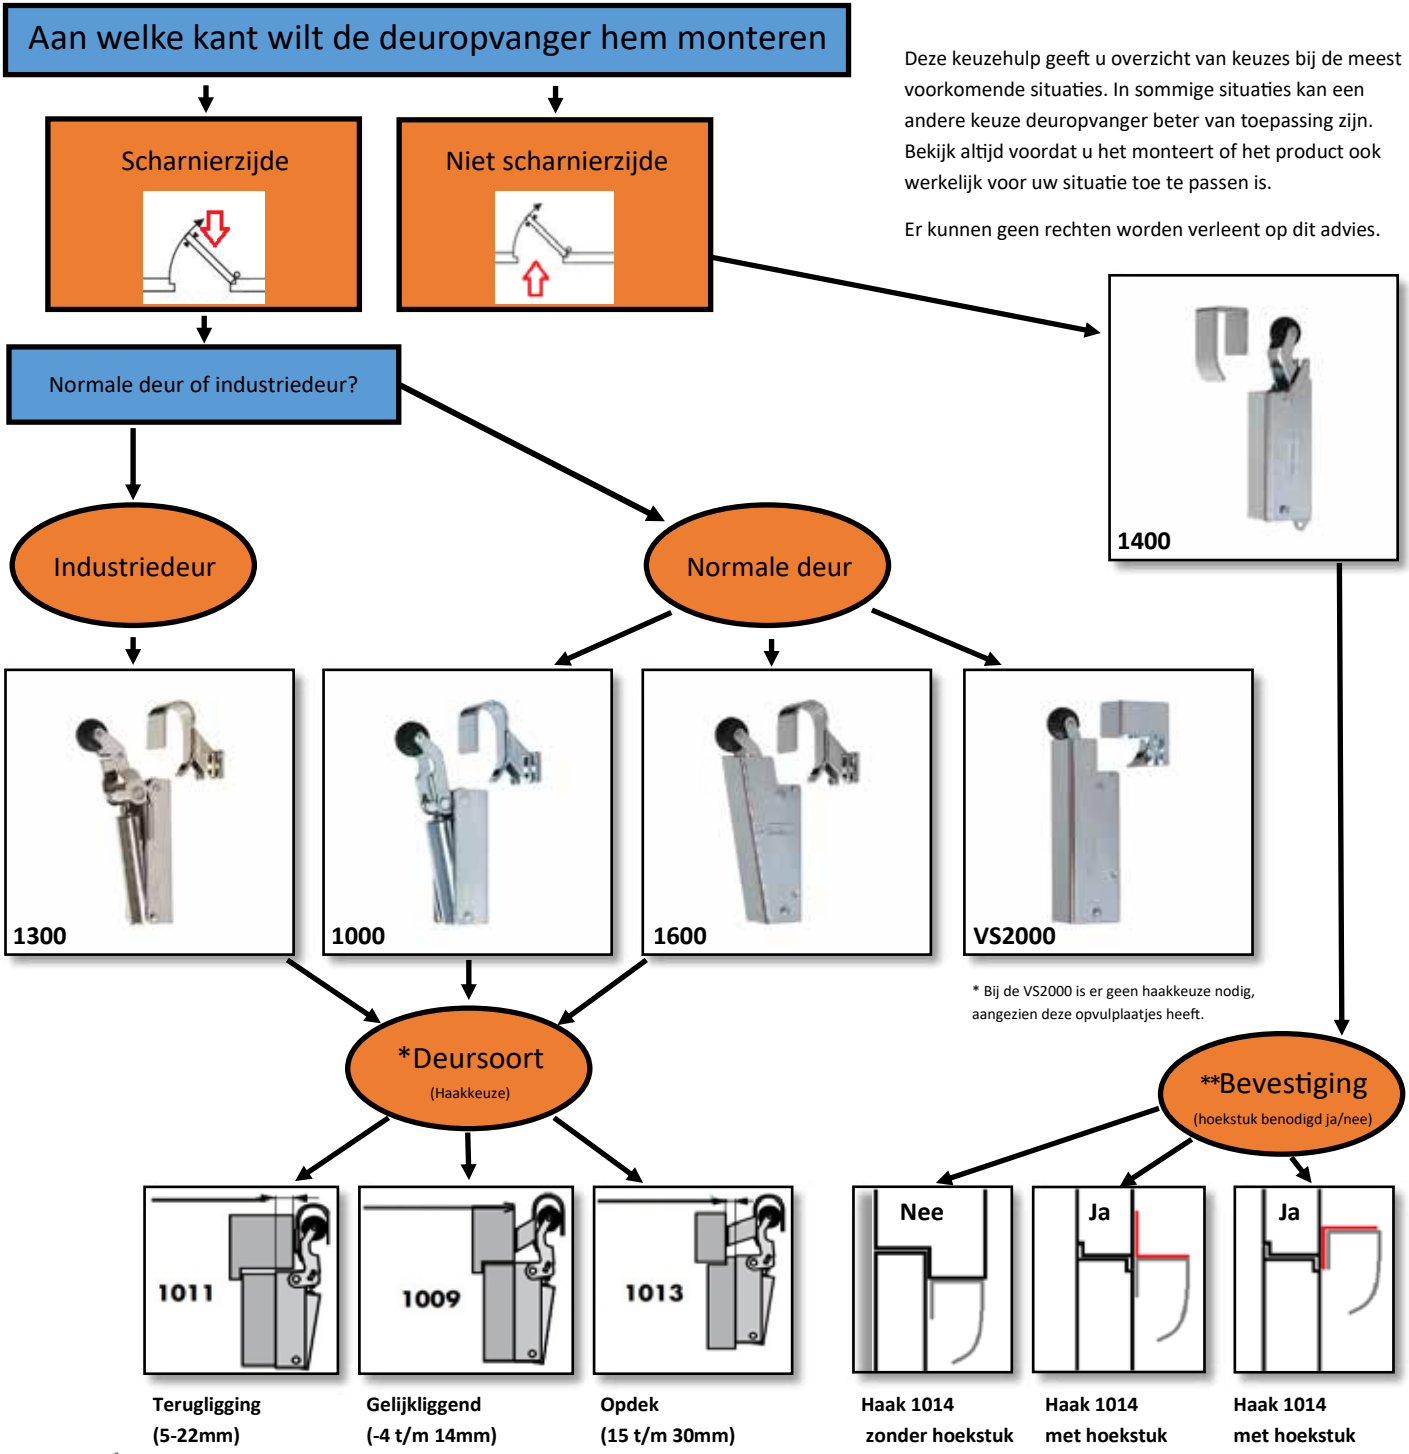 Aan welke kant wilt de deuropvanger hem monteren
Deze keuzehulp geeft u overzicht van keuzes bij de meest
voorkomende situaties. In sommige situaties kan een
andere keuze deuropvanger beter van toepassing zijn.
Bekijk altijd voordat u het monteert of het product ook
werkelijk voor uw situatie toe te passen is.
Er kunnen geen rechten worden verleent op dit advies.
Scharnierzijde
Niet scharnierzijde
Normale deur of industriedeur?
1400
Industriedeur
Normale deur
1300
1000
1600
VS2000
* Bij de VS2000 is er geen haakkeuze nodig,
aangezien deze opvulplaatjes heeft.
*Deursoort
(Haakkeuze)
**Bevestiging
(hoekstuk benodigd ja/nee)
1011
1009
1013
Nee
Ja
Ja
Terugligging
(5-22mm)
Gelijkliggend
(-4 t/m 14mm)
Opdek
(15 t/m 30mm)
Haak 1014
zonder hoekstuk
Haak 1014
met hoekstuk
Haak 1014
met hoekstuk